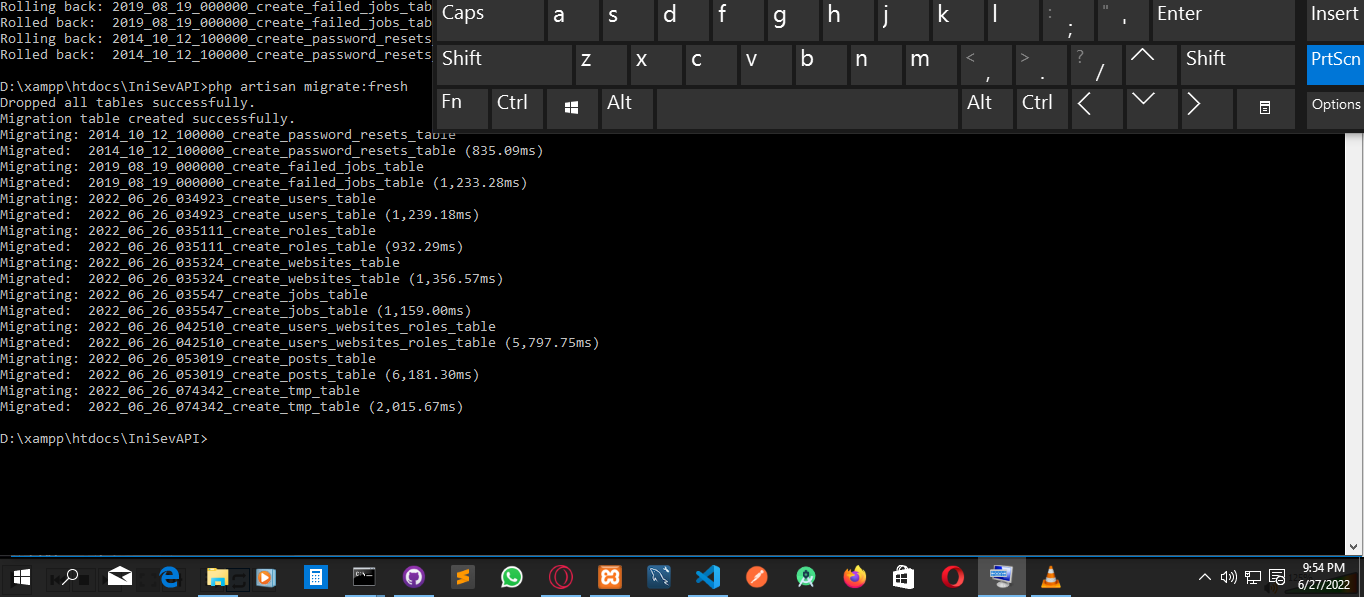 Rolling back: 2019_08_19_000000_create_failed_jobs_tab
Rolled back:  2019_08_19_000000_create_failed_jobs_tab
Rolling back: 2014_10_12_100000_create_password_resets_
Rolled back:  2014_10_12_100000_create_password_resets_
D:\xampp\htdocs\IniSevAPI>php artisan migrate:fresh
Dropped all tables successfully.
Migration table created successfully.
Migrating: 2014_10_12_100000_create_password_resets_table
Migrated:  2014_10_12_100000_create_password_resets_table (835.09ms)
Migrating: 2019_08_19_000000_create_failed_jobs_table
Migrated:  2019_08_19_000000_create_failed_jobs_table (1,233.28ms)
Migrating: 2022_06_26_034923_create_users_table
Migrated:  2022_06_26_034923_create_users_table (1,239.18ms)
Migrating: 2022_06_26_035111_create_roles_table
Migrated:  2022_06_26_035111_create_roles_table (932.29ms)
Migrating: 2022_06_26_035324_create_websites_table
Migrated:  2022_06_26_035324_create_websites_table (1,356.57ms)
Migrating: 2022_06_26_035547_create_jobs_table
Migrated:  2022_06_26_035547_create_jobs_table (1,159.00ms)
Migrating: 2022_06_26_042510_create_users_websites_roles_table
Migrated:  2022_06_26_042510_create_users_websites_roles_table (5,797.75ms)
Migrating: 2022_06_26_053019_create_posts_table
Migrated:  2022_06_26_053019_create_posts_table (6,181.30ms)
Migrating: 2022_06_26_074342_create_tmp_table
Migrated:  2022_06_26_074342_create_tmp_table (2,015.67ms)
D:\xampp\htdocs\IniSevAPI>
Caps a s d f g h j k l : ; " ' Enter Insert
Shift z x c v b n m < , > . ? / Shift PrtScn
Fn Ctrl Alt Alt Ctrl Options
9:54 PM
6/27/2022